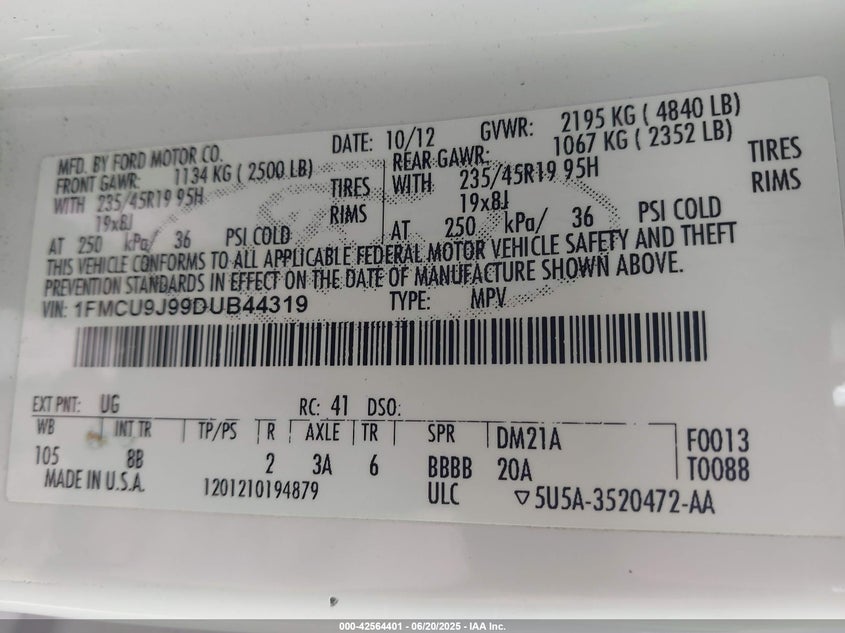 MFD. BY FORD MOTOR CO. DATE: 10/12 GVWR: 2195 KG ( 4840 LB)
FRONT GAWR: 1134 KG ( 2500 LB) REAR GAWR: 1067 KG ( 2352 LB)
WITH 235/45R19 95H TIRES WITH 235/45R19 95H TIRES
19x8J RIMS 19x8J RIMS
AT 250 kPa/ 36 PSI COLD AT 250 kPa/ 36 PSI COLD
THIS VEHICLE CONFORMS TO ALL APPLICABLE FEDERAL MOTOR VEHICLE SAFETY AND THEFT
PREVENTION STANDARDS IN EFFECT ON THE DATE OF MANUFACTURE SHOWN ABOVE.
VIN: 1FMCU9J99DUB44319 TYPE: MPV
EXT PNT: UG RC: 41 DSO:
WB INT TR TP/PS R AXLE TR SPR DM21A F0013
105 8B 2 3A 6 BBBB 20A T0088
MADE IN U.S.A. 1201210194879 ULC ▽5U5A-3520472-AA
000-42564401 - 06/20/2025 - IAA Inc.